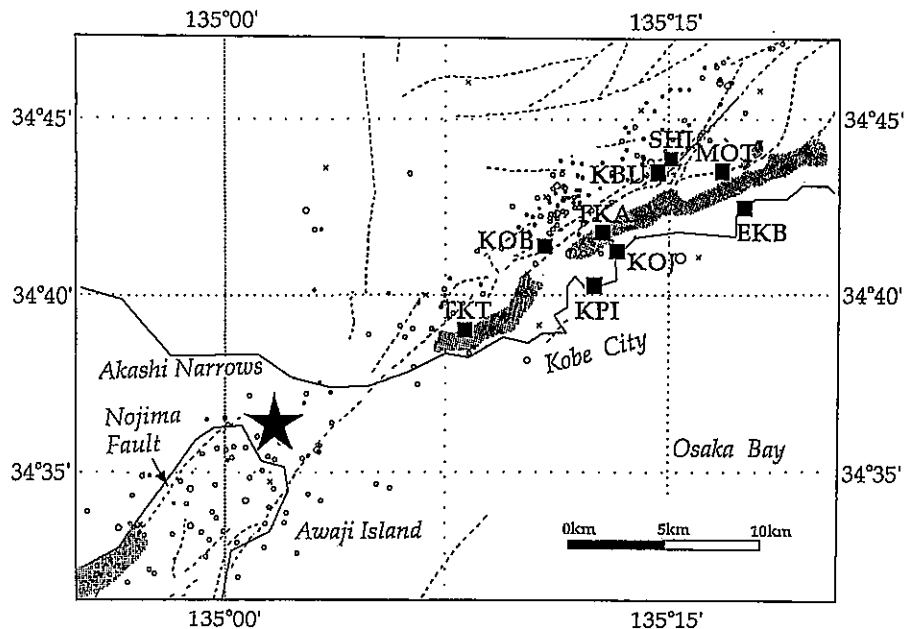 135°00' 135°15'
34°45' 34°45'
SHI
MOT
KBU
TKA
KOB
EKB
KOJ
34°40' 34°40'
TKT
KPI
Kobe City
Akashi Narrows
Nojima
Fault
34°35' 34°35'
Osaka Bay
Awaji Island
0km 5km 10km
135°00' 135°15'